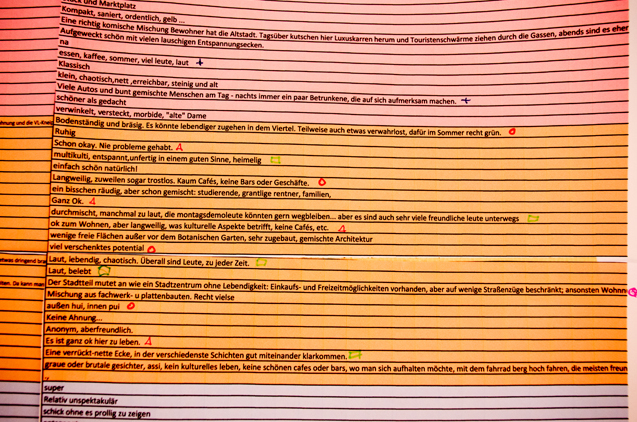 Stück und Marktplatz
Kompakt, saniert, ordentlich, gelb ...
Eine richtig komische Mischung Bewohner hat die Altstadt. Tagsüber kutschen hier Luxuskarren herum und Touristenschwärme ziehen durch die Gassen, abends sind es eher
Aufgeweckt schön mit vielen lauschigen Entspannungsecken.
na
essen, kaffee, sommer, viel leute, laut
Klassisch
klein, chaotisch,nett ,erreichbar, steinig und alt
Viele Autos und bunt gemischte Menschen am Tag - nachts immer ein paar Betrunkene, die auf sich aufmerksam machen.
schöner als gedacht
verwinkelt, versteckt, morbide, "alte" Dame
ohnung und die VL-Kneip
Bodenständig und bräsig. Es könnte lebendiger zugehen in dem Viertel. Teilweise auch etwas verwahrlost, dafür im Sommer recht grün.
Ruhig
Schon okay. Nie probleme gehabt.
multikulti, entspannt,unfertig in einem guten Sinne, heimelig
einfach schön natürlich!
Langweilig, zuweilen sogar trostlos. Kaum Cafés, keine Bars oder Geschäfte.
ein bisschen räudig, aber schon gemischt: studierende, grantlige rentner, familien,
Ganz Ok.
durchmischt, manchmal zu laut, die montagsdemoleute könnten gern wegbleiben... aber es sind auch sehr viele freundliche leute unterwegs
ok zum Wohnen, aber langweilig, was kulturelle Aspekte betrifft, keine Cafés, etc.
wenige freie Flächen außer vor dem Botanischen Garten, sehr zugebaut, gemischte Architektur
viel verschenktes potential
etwas dringend bra
Laut, lebendig, chaotisch. Überall sind Leute, zu jeder Zeit.
Laut, belebt
ten. Da kann man
Der Stadtteil mutet an wie ein Stadtzentrum ohne Lebendigkeit: Einkaufs- und Freizeitmöglichkeiten vorhanden, aber auf wenige Straßenzüge beschränkt; ansonsten Wohn
Mischung aus fachwerk- u plattenbauten. Recht vielse
außen hui, innen pui
Keine Ahnung...
Anonym, aberfreundlich.
Es ist ganz ok hier zu leben.
Eine verrückt-nette Ecke, in der verschiedenste Schichten gut miteinander klarkommen.
graue oder brutale gesichter, assi, kein kulturelles leben, keine schönen cafes oder bars, wo man sich aufhalten möchte, mit dem fahrrad berg hoch fahren, die meisten freun
super
Relativ unspektakulär
schick ohne es prollig zu zeigen